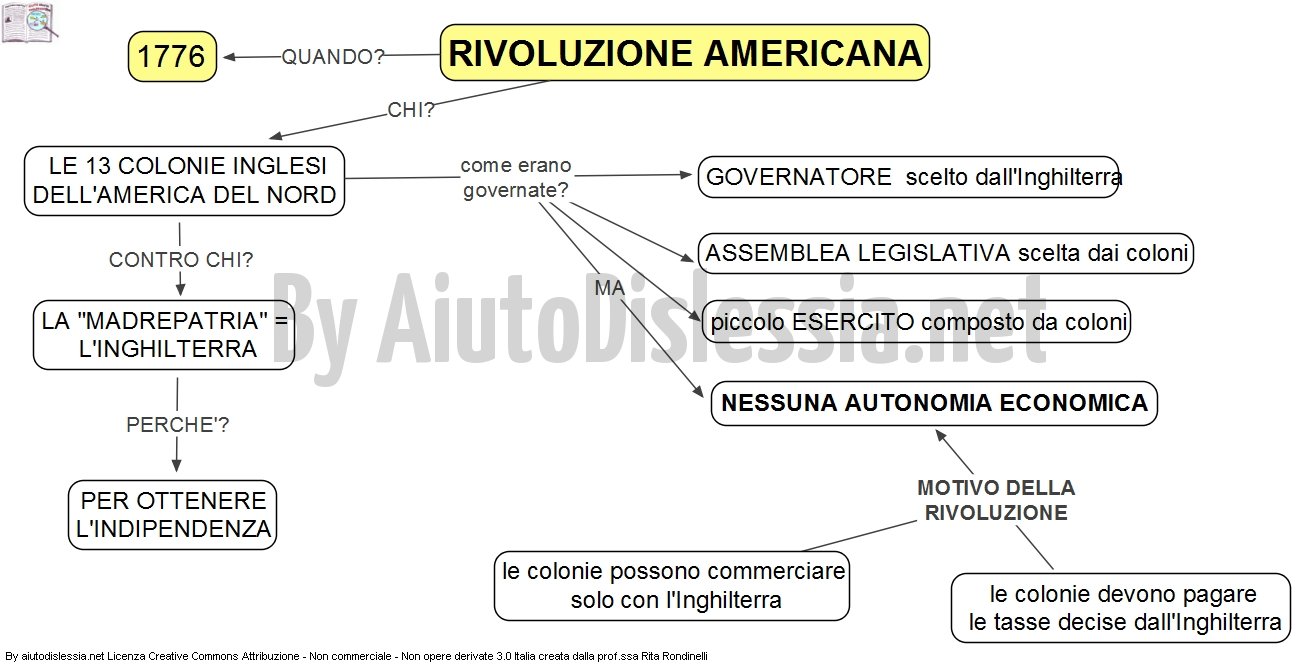 RIVOLUZIONE AMERICANA
QUANDO?
1776
CHI?
LE 13 COLONIE INGLESI
DELL'AMERICA DEL NORD
come erano
governate?
GOVERNATORE scelto dall'Inghilterra
ASSEMBLEA LEGISLATIVA scelta dai coloni
piccolo ESERCITO composto da coloni
MA
NESSUNA AUTONOMIA ECONOMICA
MOTIVO DELLA
RIVOLUZIONE
le colonie possono commerciare
solo con l'Inghilterra
le colonie devono pagare
le tasse decise dall'Inghilterra
CONTRO CHI?
LA "MADREPATRIA" =
L'INGHILTERRA
PERCHE'?
PER OTTENERE
L'INDIPENDENZA
By AiutoDislessia.net
By aiutodislessia.net Licenza Creative Commons Attribuzione - Non commerciale - Non opere derivate 3.0 Italia creata dalla prof.ssa Rita Rondinelli